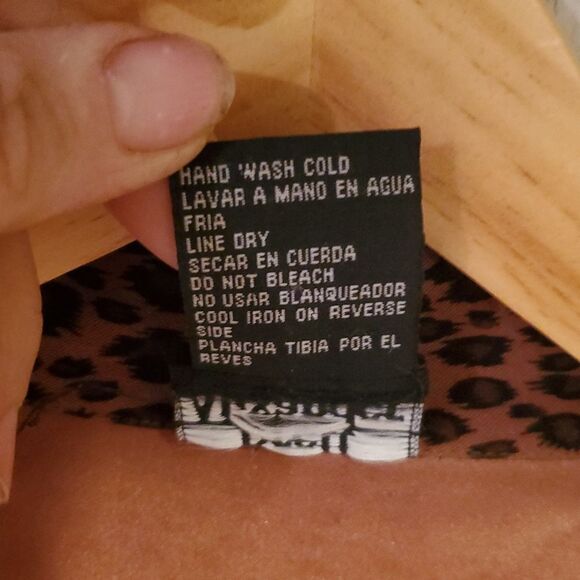 HAND WASH COLD
LAVAR A MANO EN AGUA
FRIA
LINE DRY
SECAR EN CUERDA
DO NOT BLEACH
NO USAR BLANQUEADOR
COOL IRON ON REVERSE
SIDE
PLANCHA TIBIA POR EL
REVES